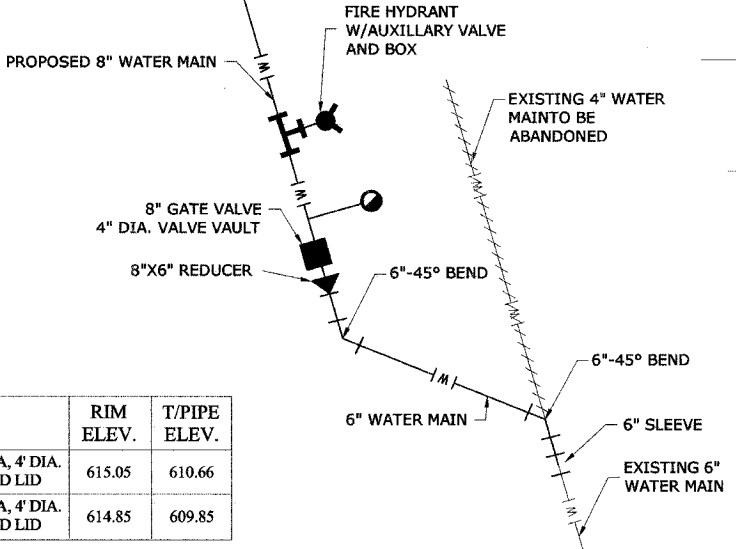 FIRE HYDRANT
W/AUXILLARY VALVE
AND BOX
PROPOSED 8" WATER MAIN
W
EXISTING 4" WATER
MAINTO BE
ABANDONED
W
8" GATE VALVE
4" DIA. VALVE VAULT
8"X6" REDUCER
6"-45° BEND
W
6"-45° BEND
6" WATER MAIN
6" SLEEVE
EXISTING 6"
WATER MAIN
W
RIM
ELEV.
T/PIPE
ELEV.
A, 4' DIA.
D LID
615.05
610.66
A, 4' DIA.
D LID
614.85
609.85